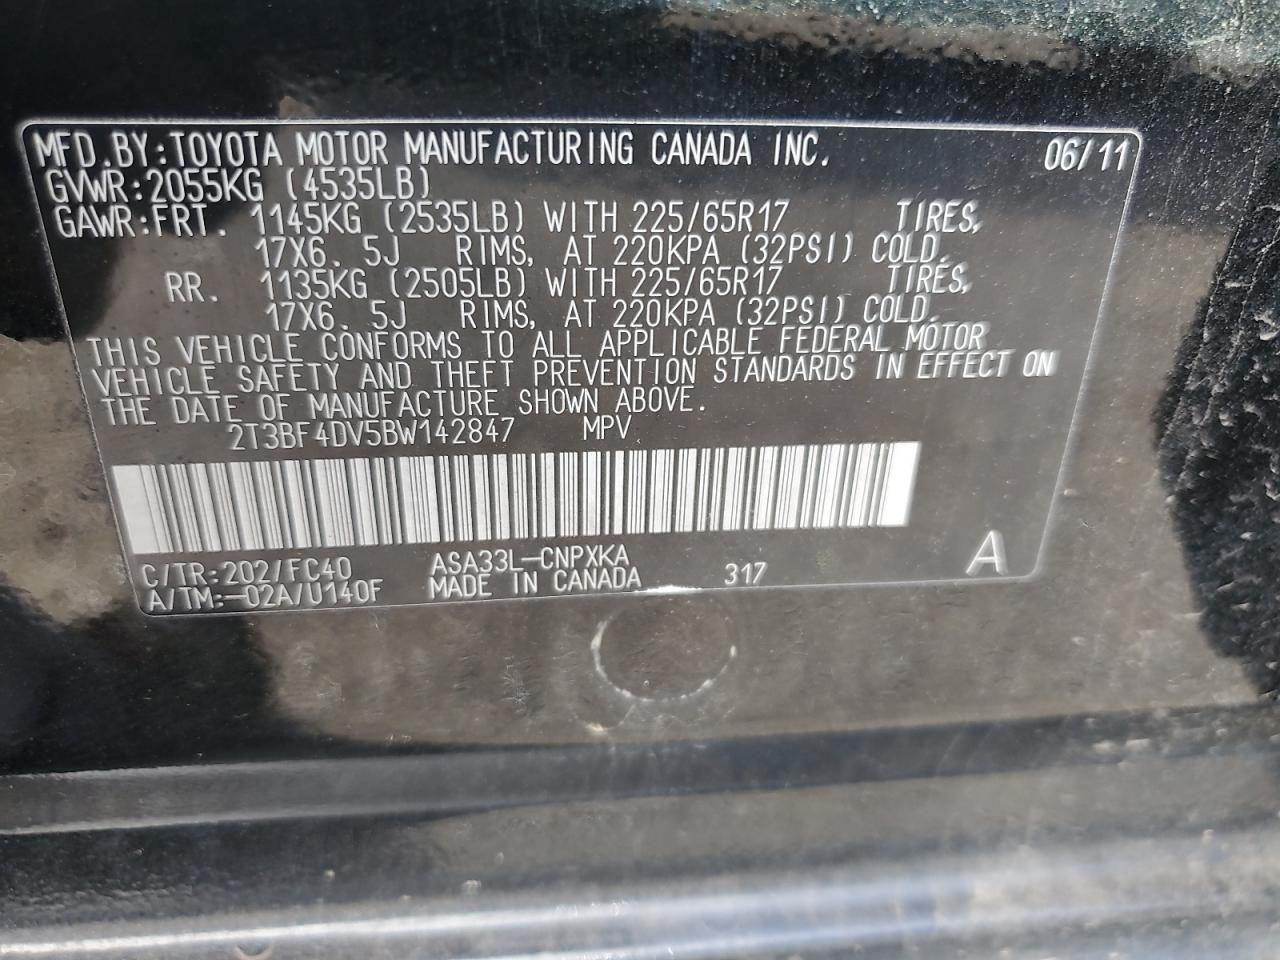 MFD.BY:TOYOTA MOTOR MANUFACTURING CANADA INC. 06/11
GVWR:2055KG (4535LB)
GAWR:FRT. 1145KG (2535LB) WITH 225/65R17 TIRES,
17X6.5J RIMS, AT 220KPA (32PSI) COLD.
RR. 1135KG (2505LB) WITH 225/65R17 TIRES,
17X6.5J RIMS, AT 220KPA (32PSI) COLD.
THIS VEHICLE CONFORMS TO ALL APPLICABLE FEDERAL MOTOR
VEHICLE SAFETY AND THEFT PREVENTION STANDARDS IN EFFECT ON
THE DATE OF MANUFACTURE SHOWN ABOVE.
2T3BF4DV5BW142847 MPV
C/TR:202/FC40 ASA33L-CNPXKA
A/TM:-02A/U140F MADE IN CANADA 317 A